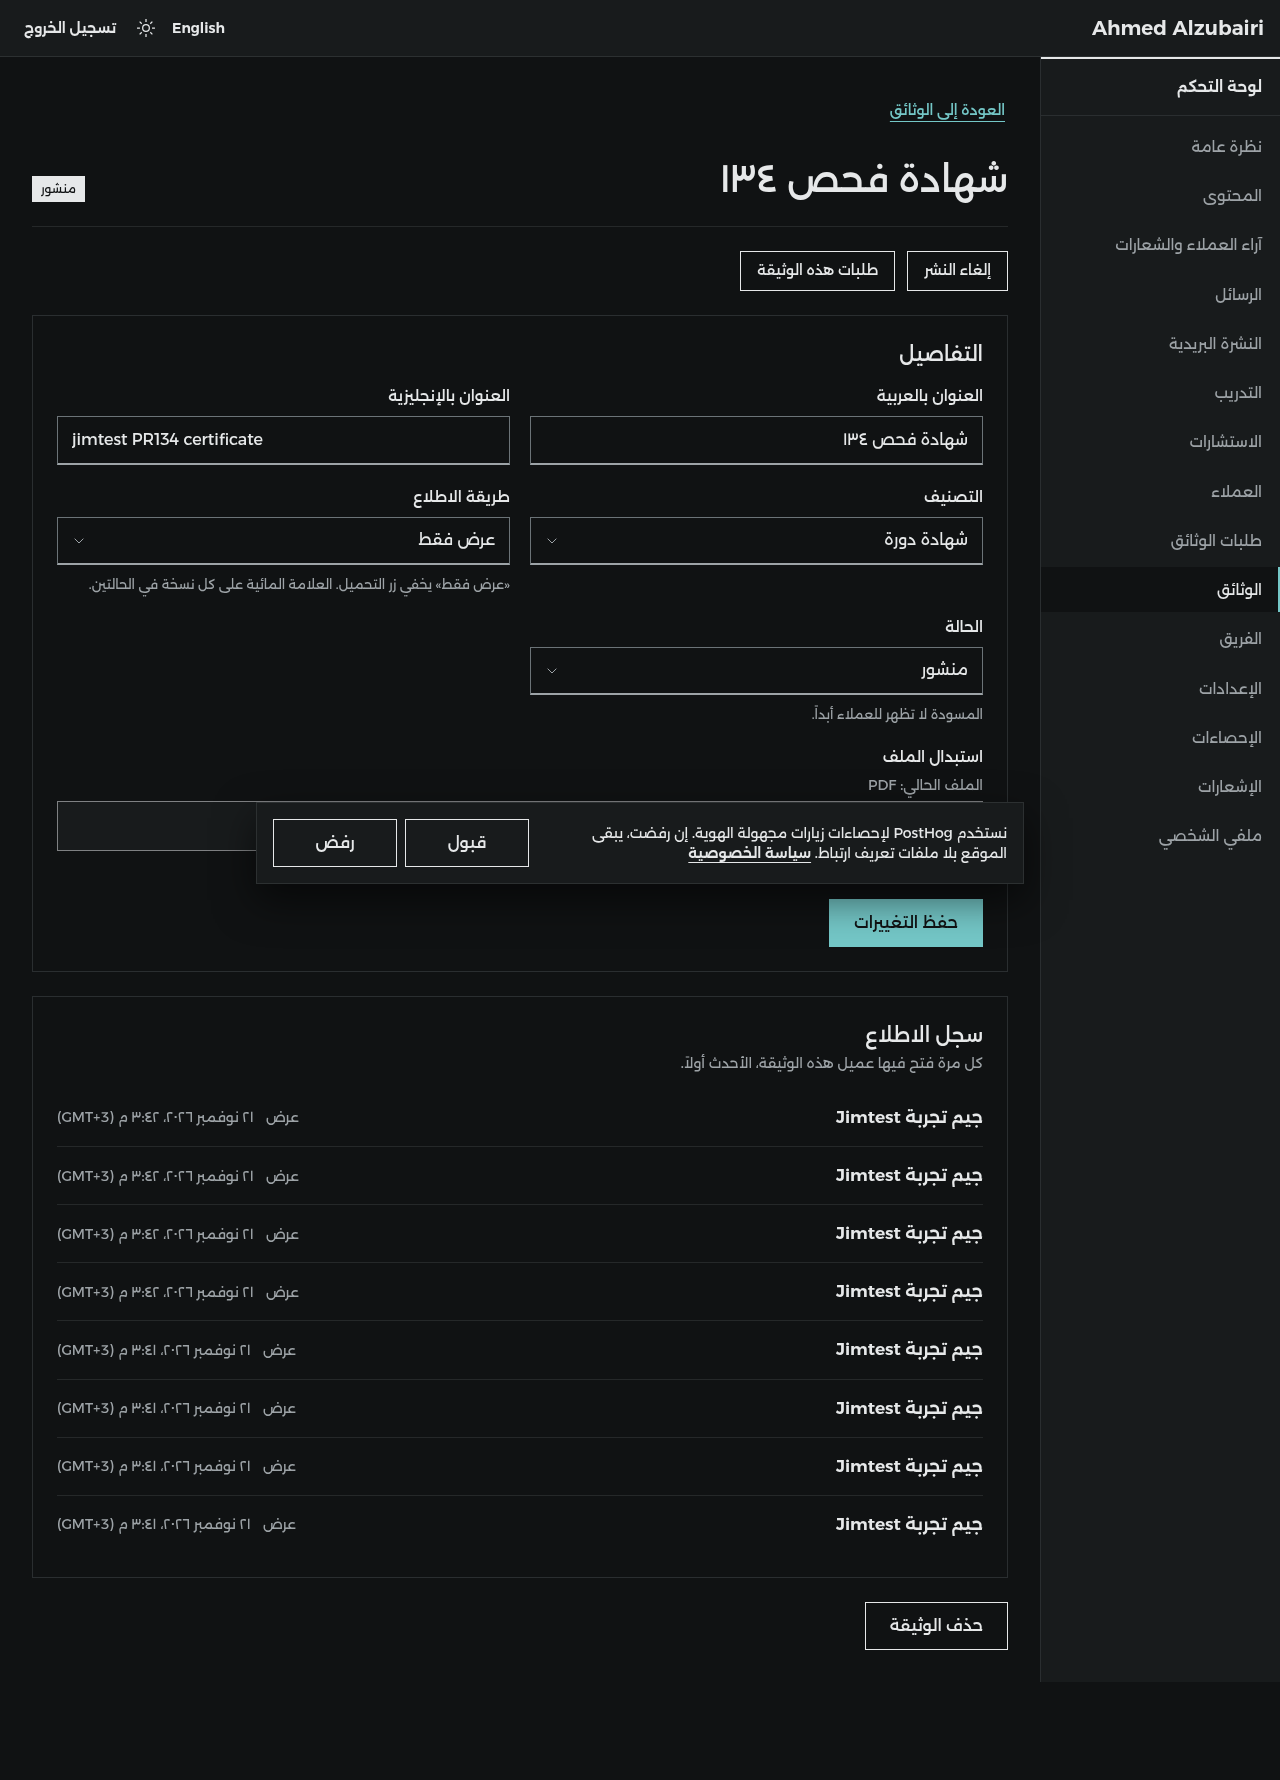 Ahmed Alzubairi
English
تسجيل الخروج
لوحة التحكم
نظرة عامة
المحتوى
آراء العملاء والشعارات
الرسائل
النشرة البريدية
التدريب
الاستشارات
العملاء
طلبات الوثائق
الوثائق
الفريق
الإعدادات
الإحصاءات
الإشعارات
ملفي الشخصي
العودة إلى الوثائق
شهادة فحص ١٣٤
منشور
إلغاء النشر
طلبات هذه الوثيقة
التفاصيل
العنوان بالعربية
العنوان بالإنجليزية
شهادة فحص ١٣٤
jimtest PR134 certificate
التصنيف
طريقة الاطلاع
شهادة دورة
عرض فقط
«عرض فقط» يخفي زر التحميل. العلامة المائية على كل نسخة في الحالتين.
الحالة
منشور
المسودة لا تظهر للعملاء أبداً.
استبدال الملف
الملف الحالي: PDF
نستخدم PostHog لإحصاءات زيارات مجهولة الهوية. إن رفضت، يبقى
الموقع بلا ملفات تعريف ارتباط. سياسة الخصوصية
قبول
رفض
حفظ التغييرات
سجل الاطلاع
كل مرة فتح فيها عميل هذه الوثيقة، الأحدث أولاً.
جيم تجربة Jimtest
عرض ٢١ نوفمبر ٢٠٢٦، ٣:٤٢ م (GMT+3)
جيم تجربة Jimtest
عرض ٢١ نوفمبر ٢٠٢٦، ٣:٤٢ م (GMT+3)
جيم تجربة Jimtest
عرض ٢١ نوفمبر ٢٠٢٦، ٣:٤٢ م (GMT+3)
جيم تجربة Jimtest
عرض ٢١ نوفمبر ٢٠٢٦، ٣:٤٢ م (GMT+3)
جيم تجربة Jimtest
عرض ٢١ نوفمبر ٢٠٢٦، ٣:٤١ م (GMT+3)
جيم تجربة Jimtest
عرض ٢١ نوفمبر ٢٠٢٦، ٣:٤١ م (GMT+3)
جيم تجربة Jimtest
عرض ٢١ نوفمبر ٢٠٢٦، ٣:٤١ م (GMT+3)
جيم تجربة Jimtest
عرض ٢١ نوفمبر ٢٠٢٦، ٣:٤١ م (GMT+3)
حذف الوثيقة